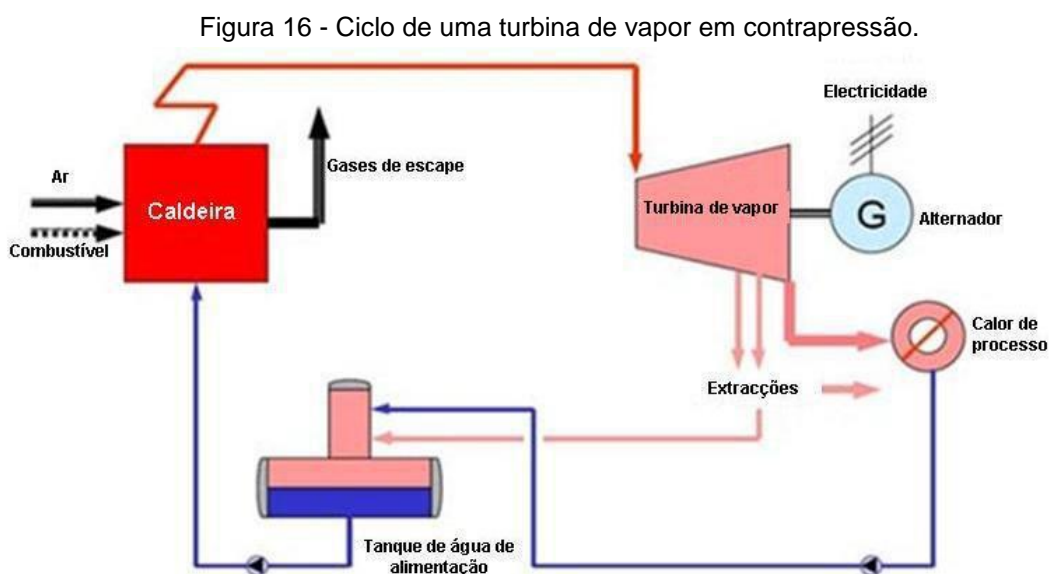 Figura 16 - Ciclo de uma turbina de vapor em contrapressão.
Electricidade
Gases de escape
Ar
Caldeira
Turbina de vapor
G
Alternador
Combustível
Calor de
processo
Extracções
Tanque de água de
alimentação